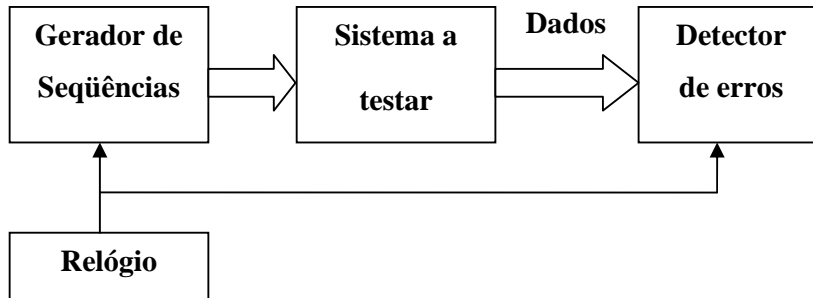 Gerador de
Seqüências
Sistema a
testar
Dados
Detector
de erros
Relógio